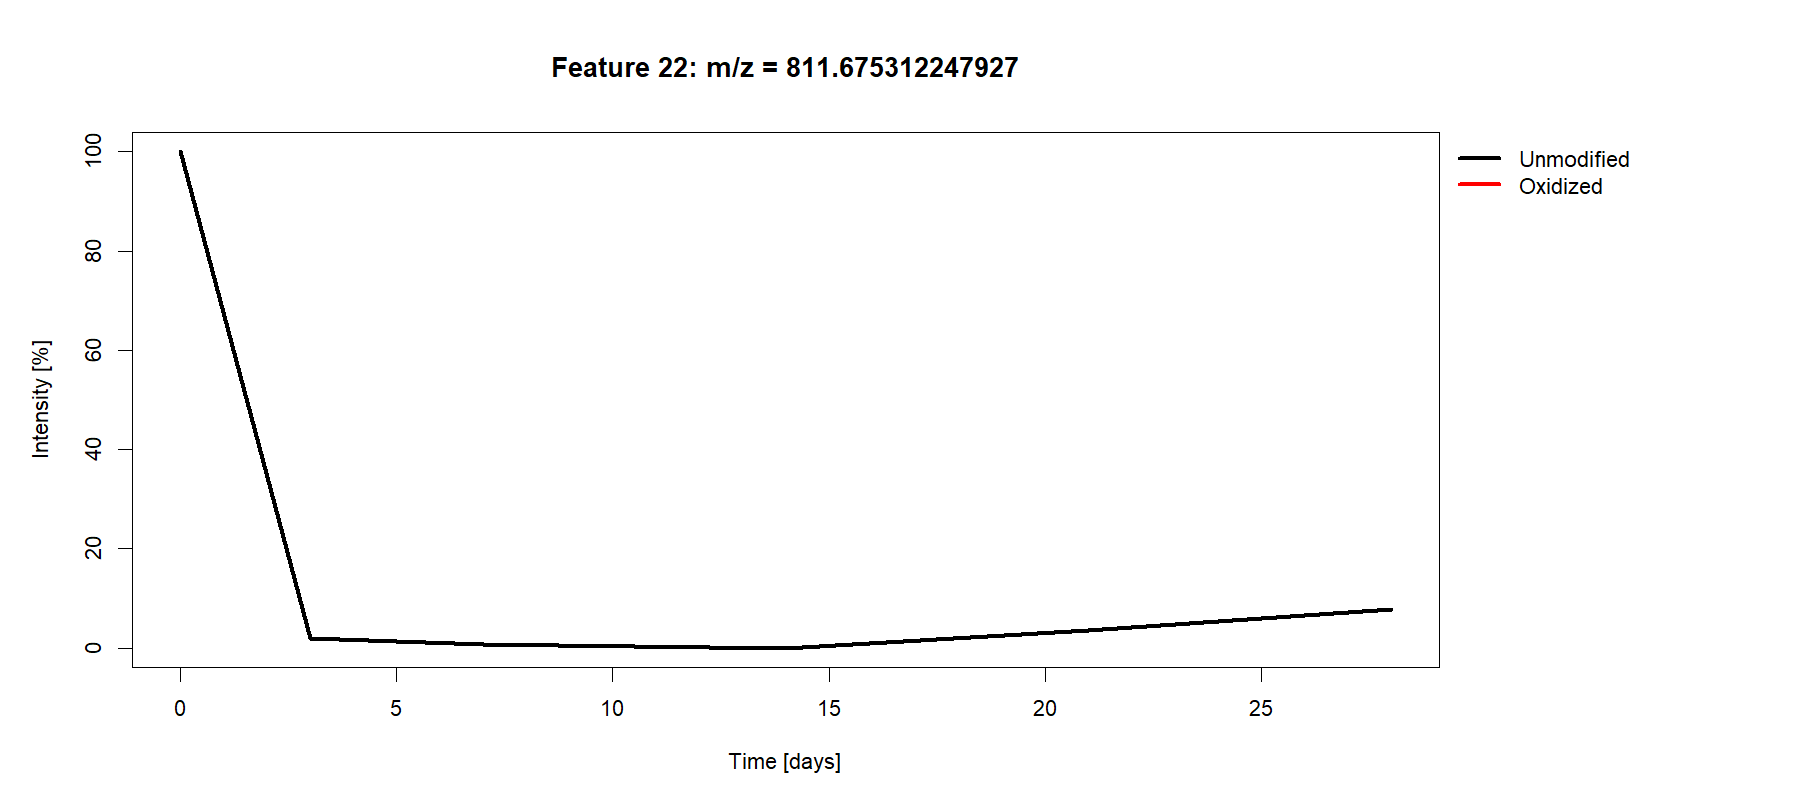 Feature 22: m/z = 811.675312247927
Unmodified
Oxidized
Intensity [%]
100
80
60
40
20
0
0 5 10 15 20 25
Time [days]